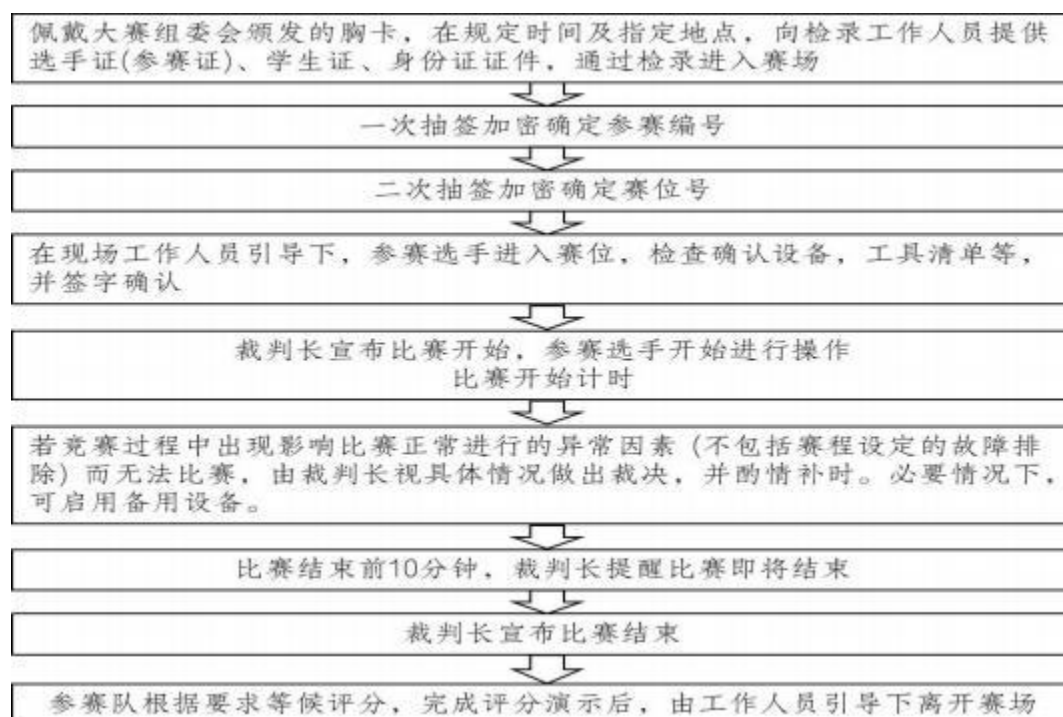 佩戴大赛组委会颁发的胸卡，在规定时间及指定地点，向检录工作人员提供
选手证(参赛证)、学生证、身份证证件，通过检录进入赛场
一次抽签加密确定参赛编号
二次抽签加密确定赛位号
在现场工作人员引导下，参赛选手进入赛位，检查确认设备，工具清单等，
并签字确认
裁判长宣布比赛开始，参赛选手开始进行操作
比赛开始计时
若竞赛过程中出现影响比赛正常进行的异常因素 (不包括赛程设定的故障排
除) 而无法比赛，由裁判长视具体情况做出裁决，并酌情补时。必要情况下，
可启用备用设备。
比赛结束前10分钟，裁判长提醒比赛即将结束
裁判长宣布比赛结束
参赛队根据要求等候评分，完成评分演示后，由工作人员引导下离开赛场